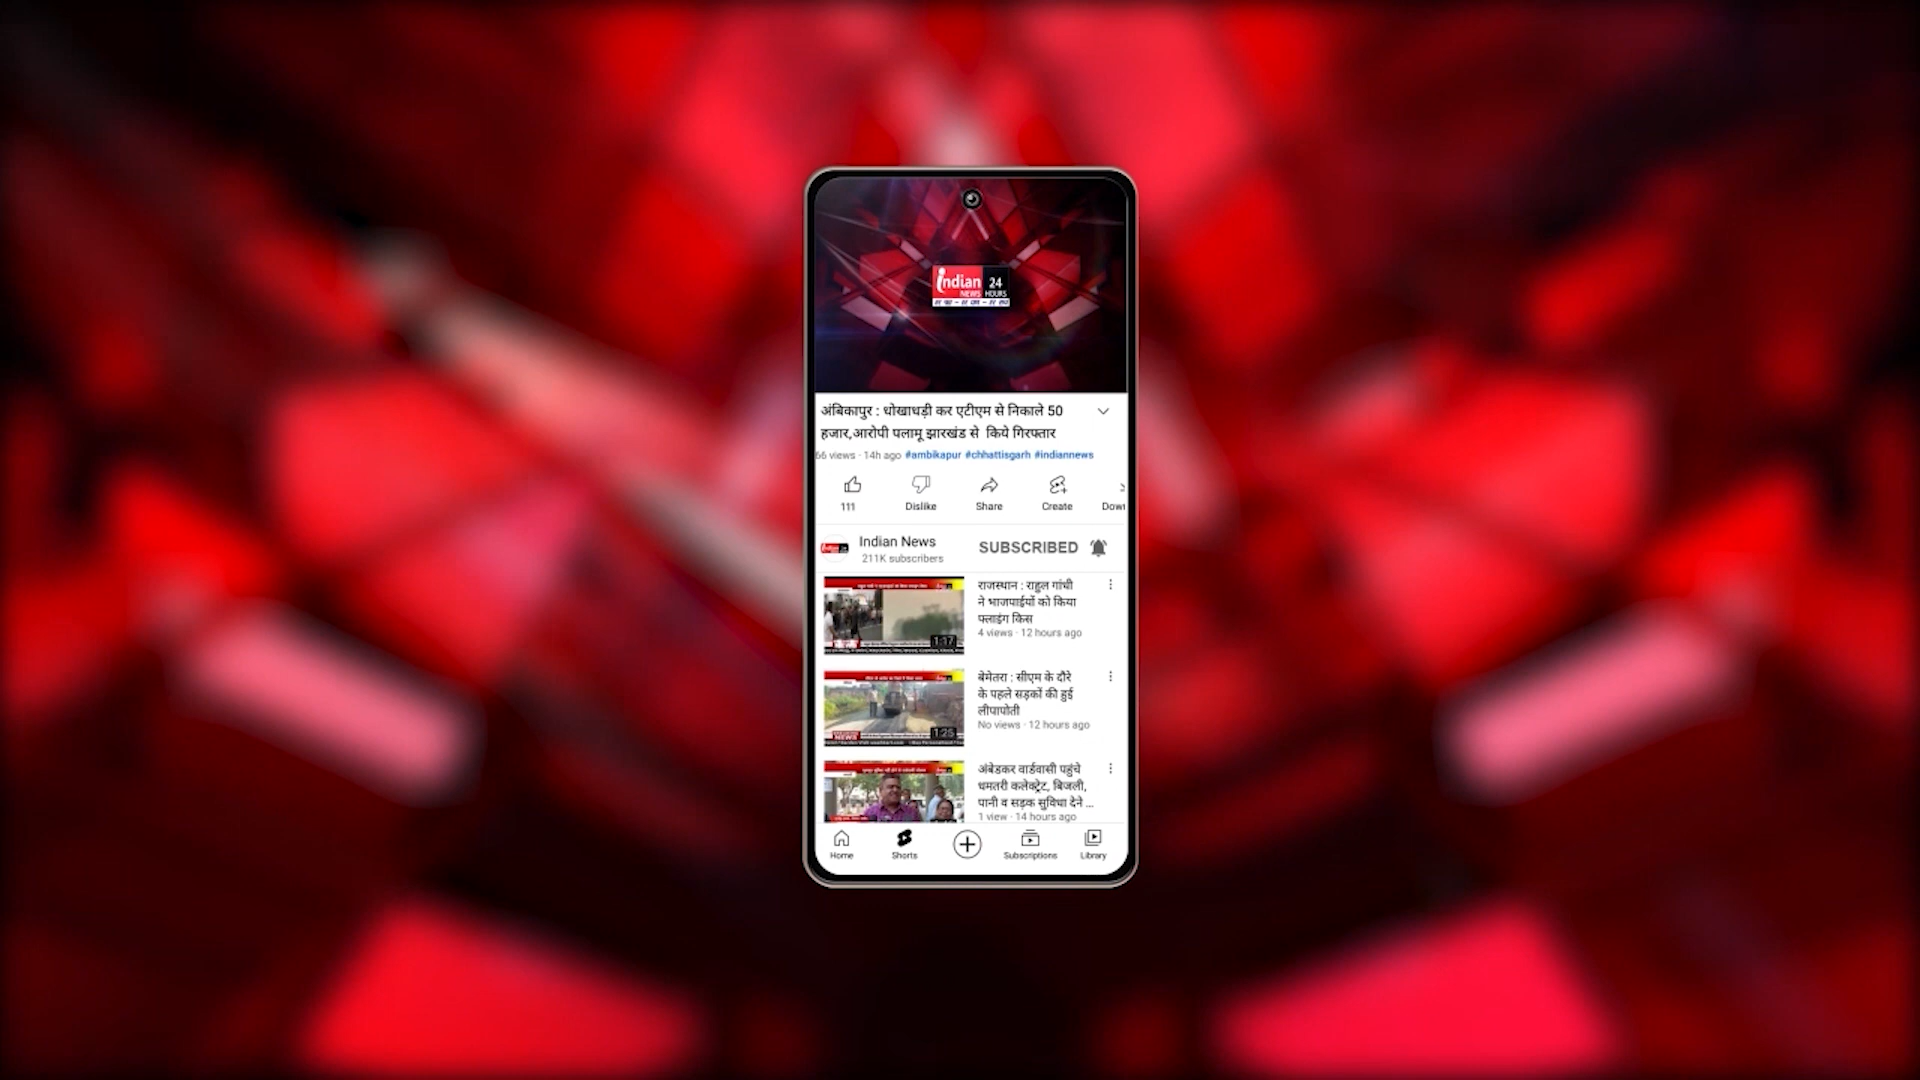 Indian
NEWS
24
HOURS
अंबिकापुर : धोखाधड़ी कर एटीएम से निकाले 50
हजार,आरोपी पलामू झारखंड से किये गिरफ्तार
66 views · 14h ago #ambikapur #chhattisgarh #indiannews
111 Dislike Share Create Down
Indian News
211K subscribers
SUBSCRIBED
राजस्थान : राहुल गांधी
ने भाजपाईयों को किया
फ्लाइंग किस
4 views · 12 hours ago
1:17
बेमेतरा : सीएम के दौरे
के पहले सड़कों की हुई
लीपापोती
No views · 12 hours ago
1:25
अंबेडकर वार्डवासी पहुंचे
धमतरी कलेक्ट्रेट, बिजली,
पानी व सड़क सुविधा देने ...
1 view · 14 hours ago
Home Shorts Subscriptions Library